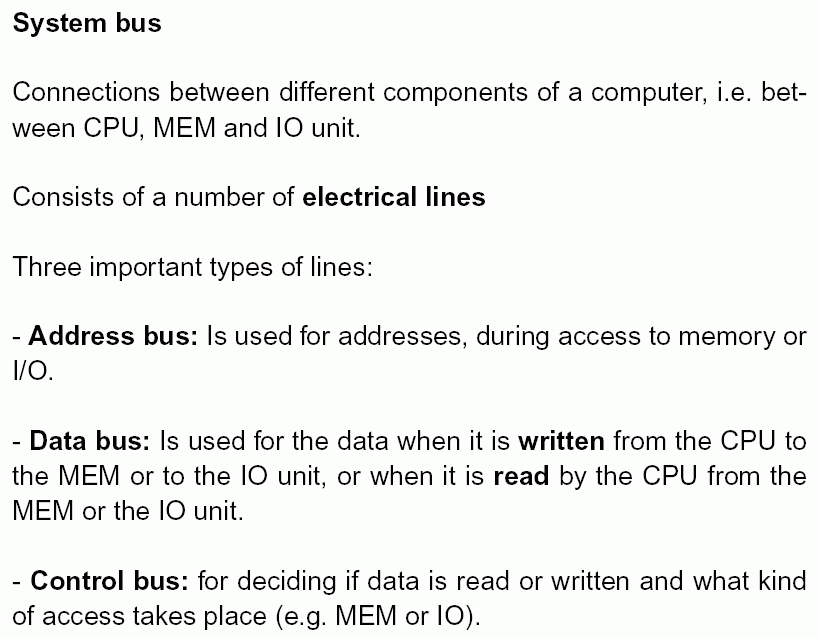 System bus
Connections between different components of a computer, i.e. bet-
ween CPU, MEM and IO unit.
Consists of a number of electrical lines
Three important types of lines:
- Address bus: Is used for addresses, during access to memory or
I/O.
- Data bus: Is used for the data when it is written from the CPU to
the MEM or to the IO unit, or when it is read by the CPU from the
MEM or the IO unit.
- Control bus: for deciding if data is read or written and what kind
of access takes place (e.g. MEM or IO).